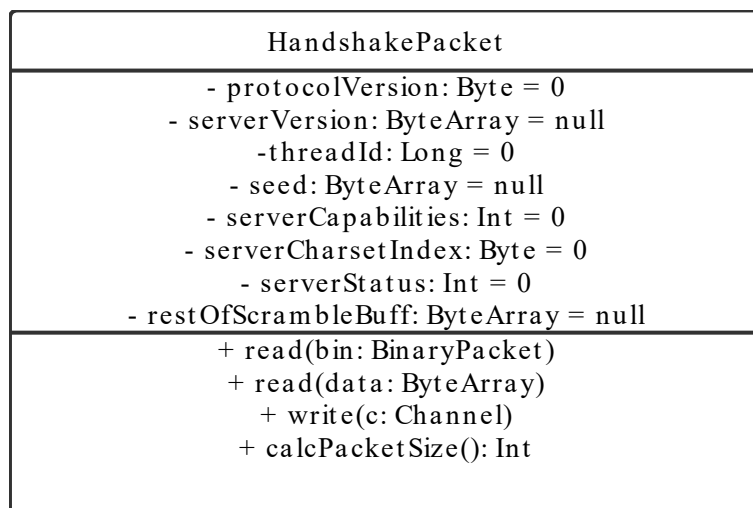 HandshakePacket
- protocolVersion: Byte = 0
- serverVersion: ByteArray = null
-threadId: Long = 0
- seed: ByteArray = null
- serverCapabilities: Int = 0
- serverCharsetIndex: Byte = 0
- serverStatus: Int = 0
- restOfScrambleBuff: ByteArray = null
+ read(bin: BinaryPacket)
+ read(data: ByteArray)
+ write(c: Channel)
+ calcPacketSize(): Int